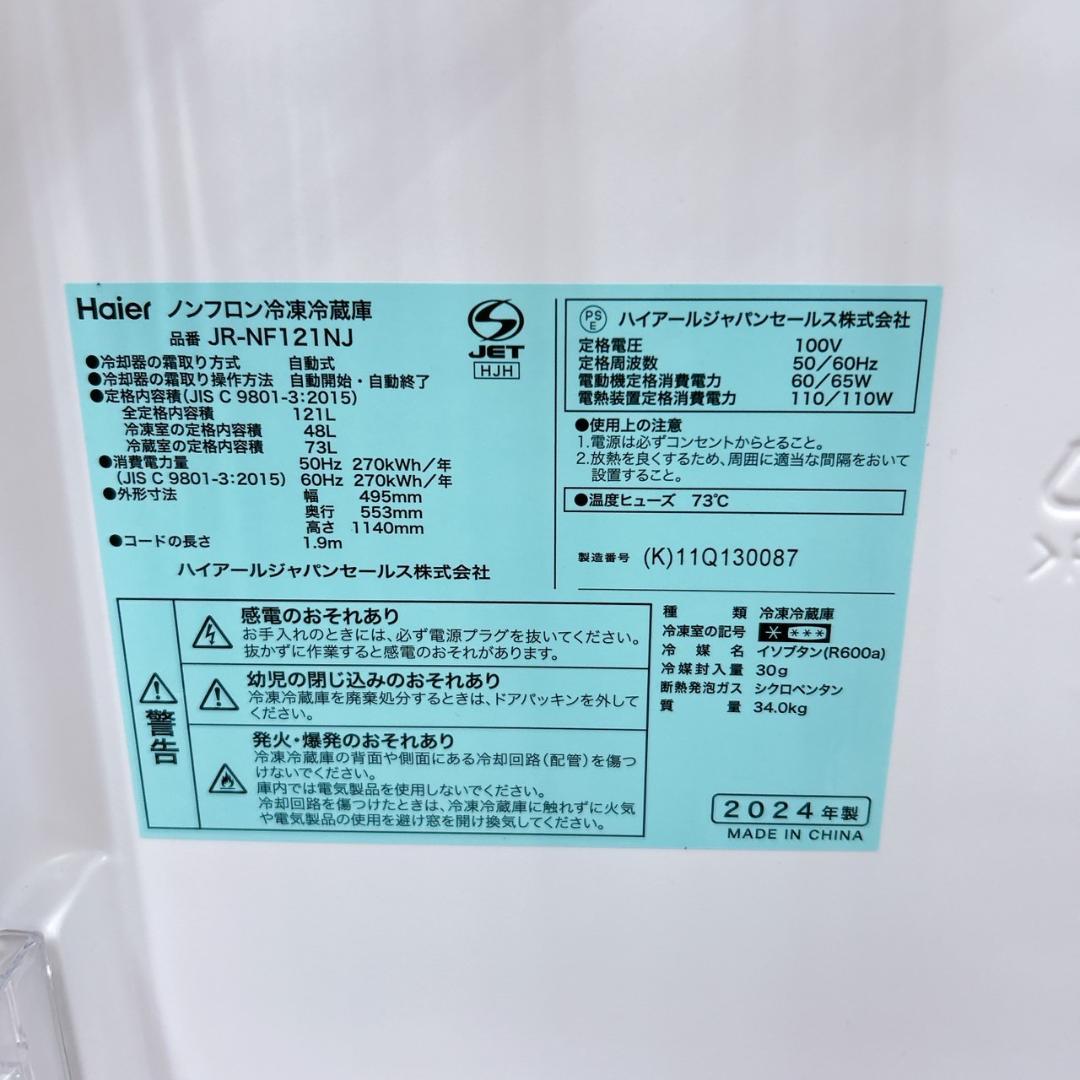 Haier ノンフロン冷凍冷蔵庫
品番 JR-NF121NJ
●冷却器の霜取り方式 自動式
●冷却器の霜取り操作方法 自動開始・自動終了
●定格内容積(JIS C 9801-3:2015)
全定格内容積 121L
冷凍室の定格内容積 48L
冷蔵室の定格内容積 73L
●消費電力量 50Hz 270kWh/年
(JIS C 9801-3:2015) 60Hz 270kWh/年
●外形寸法 幅 495mm
奥行 553mm
高さ 1140mm
●コードの長さ 1.9m
ハイアールジャパンセールス株式会社
JET
HJH
PSE ハイアールジャパンセールス株式会社
定格電圧 100V
定格周波数 50/60Hz
電動機定格消費電力 60/65W
電熱装置定格消費電力 110/110W
●使用上の注意
1.電源は必ずコンセントからとること。
2.放熱を良くするため、周囲に適当な間隔をおいて
設置すること。
●温度ヒューズ 73℃
製造番号 (K)11Q130087
警告
感電のおそれあり
お手入れのときには、必ず電源プラグを抜いてください。
抜かずに作業すると感電のおそれがあります。
幼児の閉じ込みのおそれあり
冷凍冷蔵庫を廃棄処分するときは、ドアパッキンを外して
ください。
発火・爆発のおそれあり
冷凍冷蔵庫の背面や側面にある冷却回路(配管)を傷つ
けないでください。
庫内では電気製品を使用しないでください。
冷却回路を傷つけたときは、冷凍冷蔵庫に触れずに火気
や電気製品の使用を避け窓を開け換気してください。
種類 冷凍冷蔵庫
冷凍室の記号
冷媒名 イソブタン(R600a)
冷媒封入量 30g
断熱発泡ガス シクロペンタン
質量 34.0kg
2024年製
MADE IN CHINA